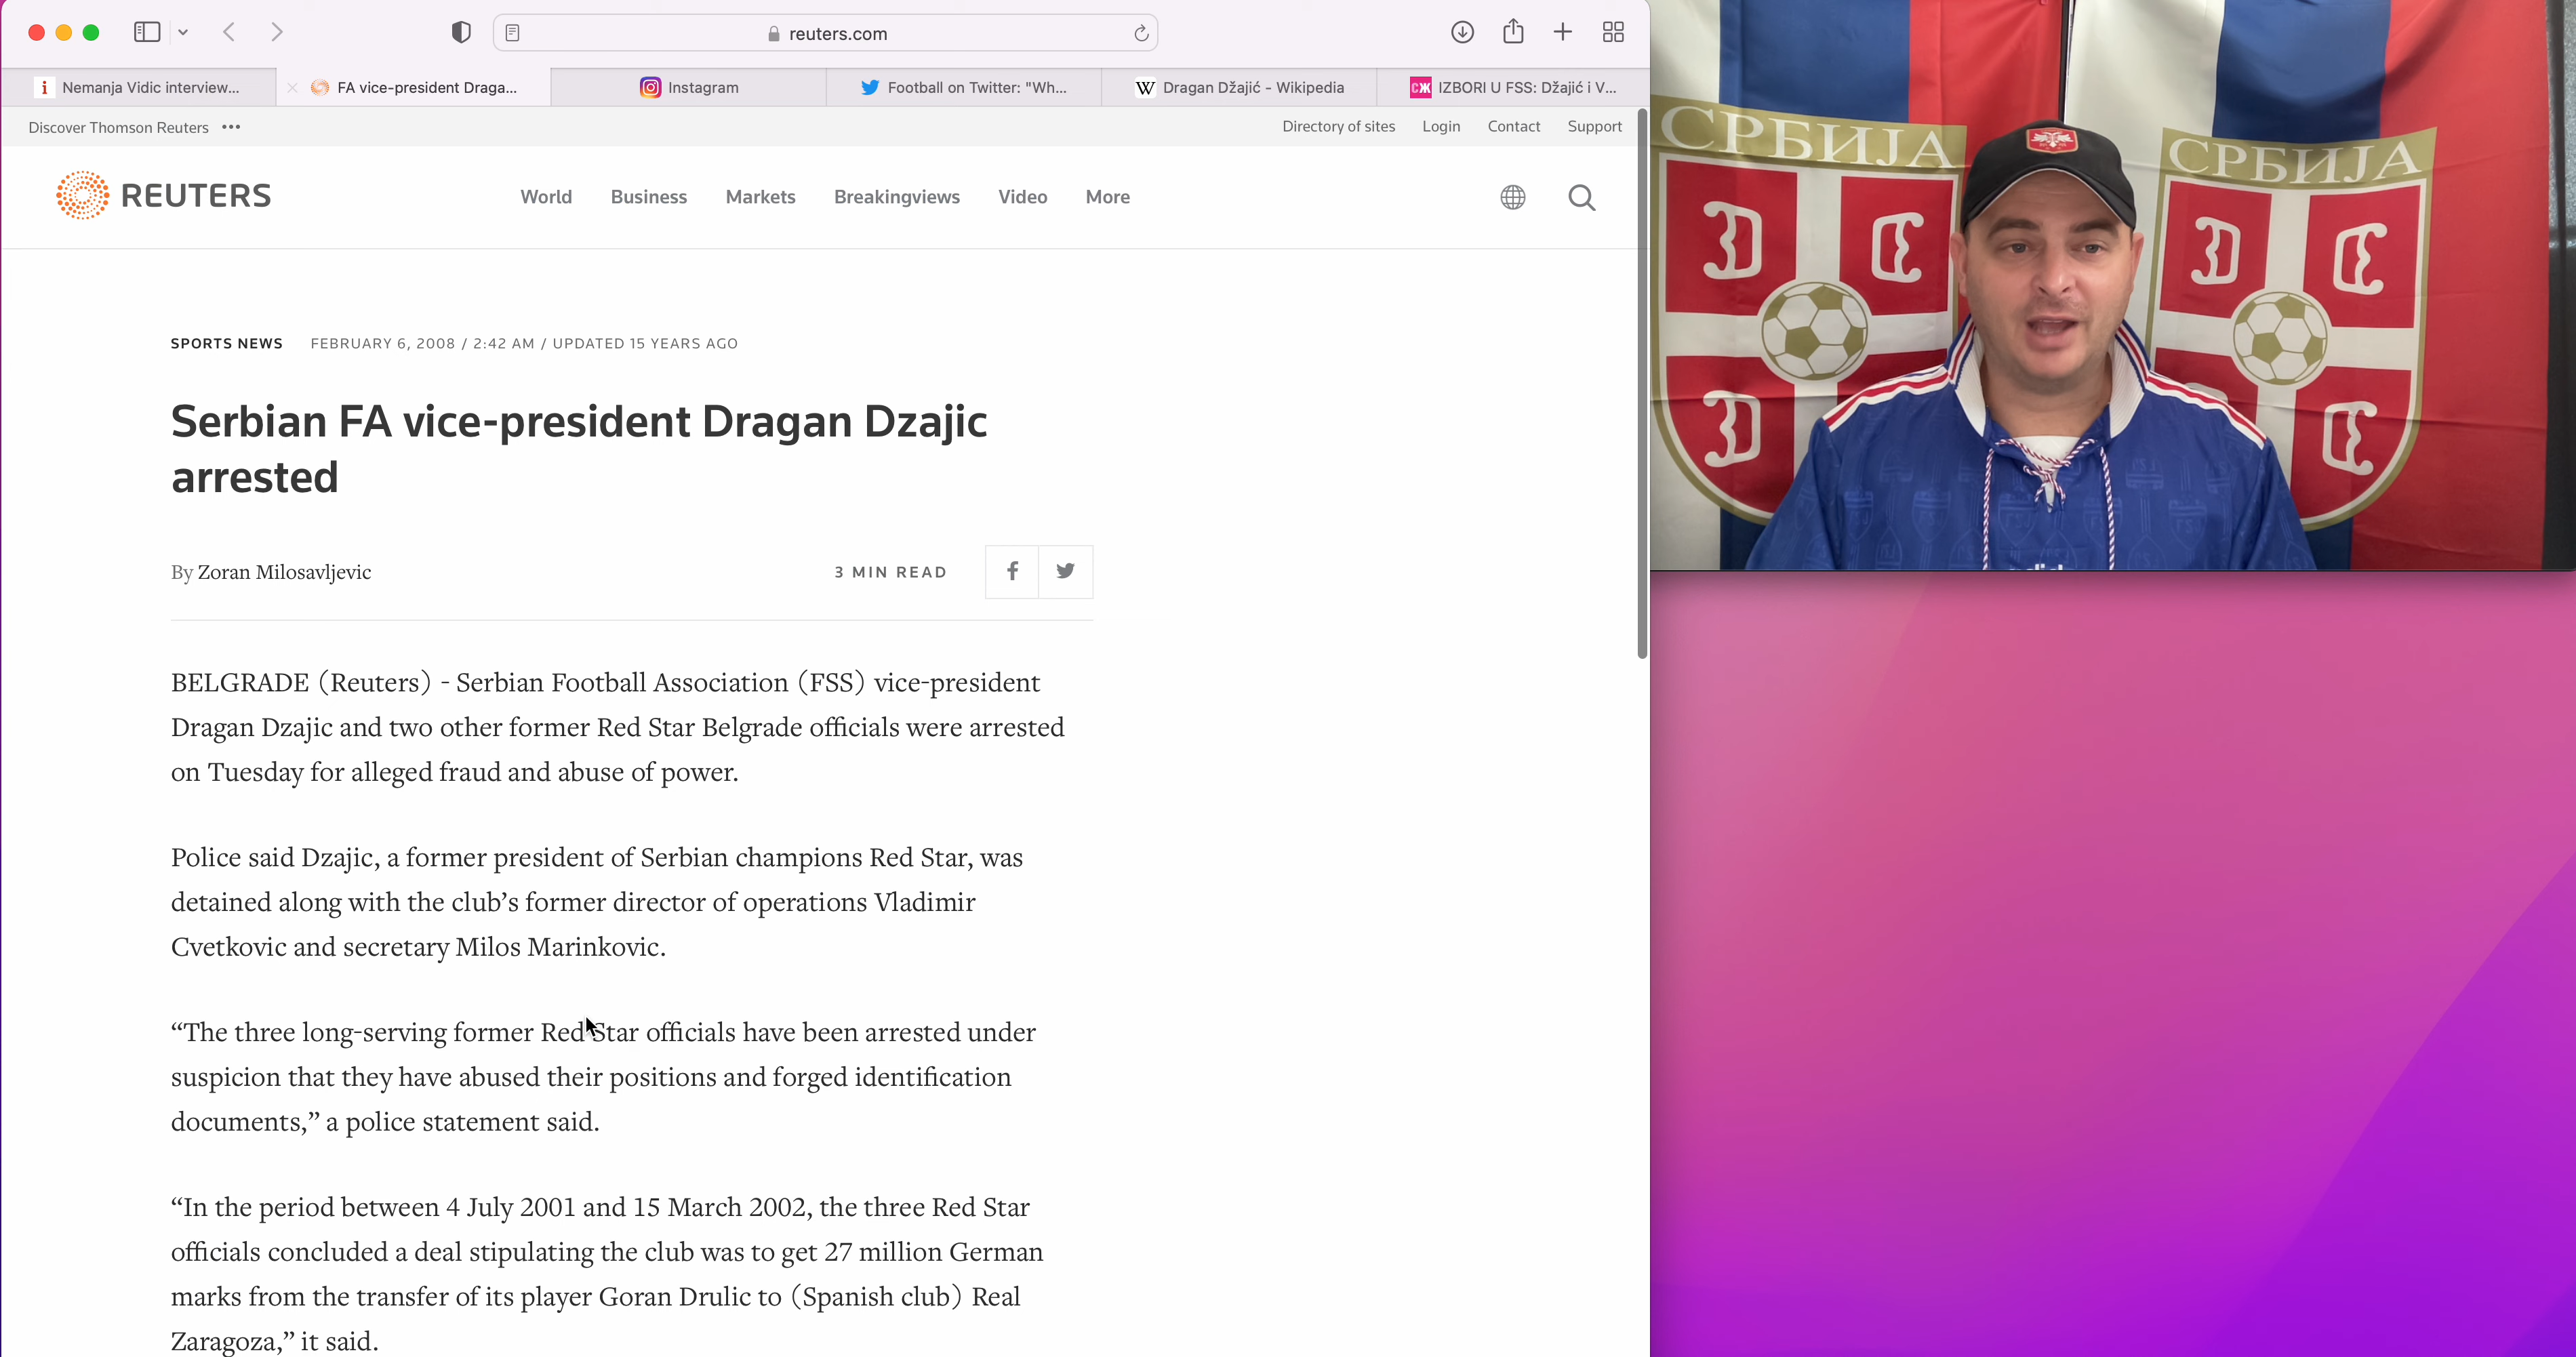 reuters.com
Nemanja Vidic interview...
FA vice-president Draga...
Instagram
Football on Twitter: "Wh...
W Dragan Džajić - Wikipedia
СЖ IZBORI U FSS: Džajić i V...
Discover Thomson Reuters •••
Directory of sites Login Contact Support
REUTERS
World Business Markets Breakingviews Video More
SPORTS NEWS FEBRUARY 6, 2008 / 2:42 AM / UPDATED 15 YEARS AGO
Serbian FA vice-president Dragan Dzajic
arrested
By Zoran Milosavljevic
3 MIN READ
BELGRADE (Reuters) - Serbian Football Association (FSS) vice-president
Dragan Dzajic and two other former Red Star Belgrade officials were arrested
on Tuesday for alleged fraud and abuse of power.
Police said Dzajic, a former president of Serbian champions Red Star, was
detained along with the club’s former director of operations Vladimir
Cvetkovic and secretary Milos Marinkovic.
“The three long-serving former Red Star officials have been arrested under
suspicion that they have abused their positions and forged identification
documents,” a police statement said.
“In the period between 4 July 2001 and 15 March 2002, the three Red Star
officials concluded a deal stipulating the club was to get 27 million German
marks from the transfer of its player Goran Drulic to (Spanish club) Real
Zaragoza,” it said.
СРБИЈА
СРБИЈА